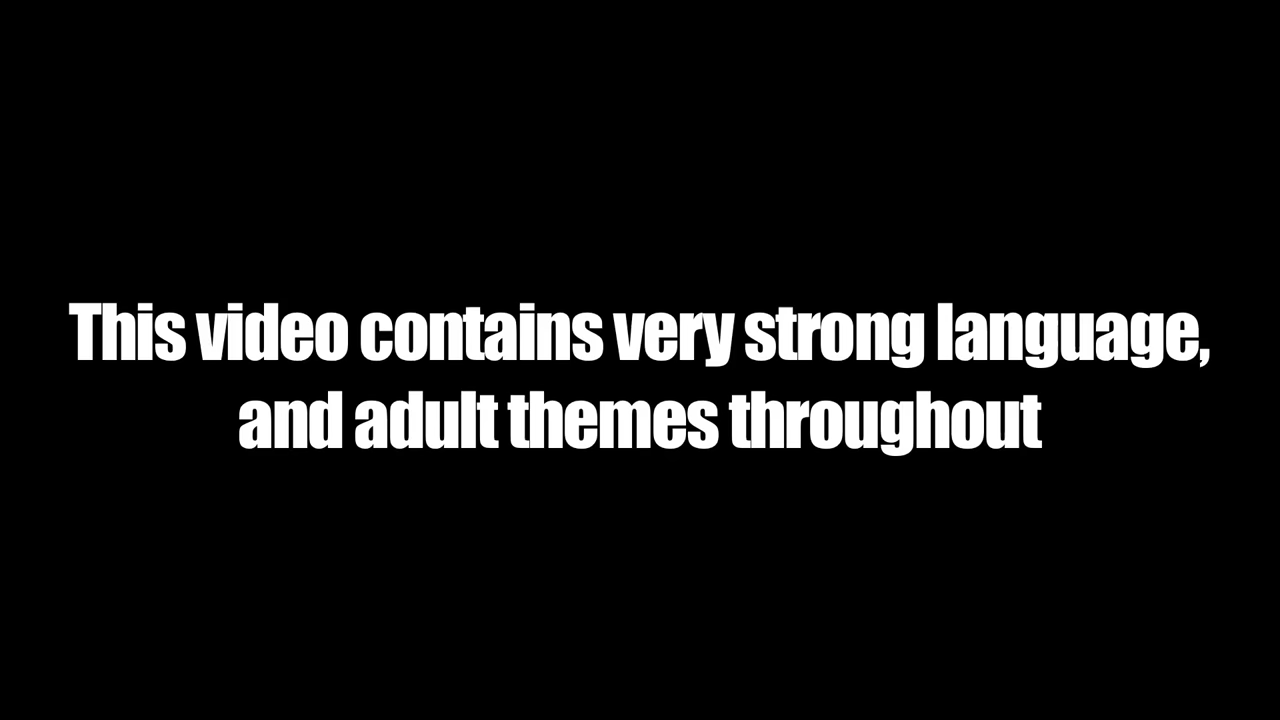 This video contains very strong language,
and adult themes throughout